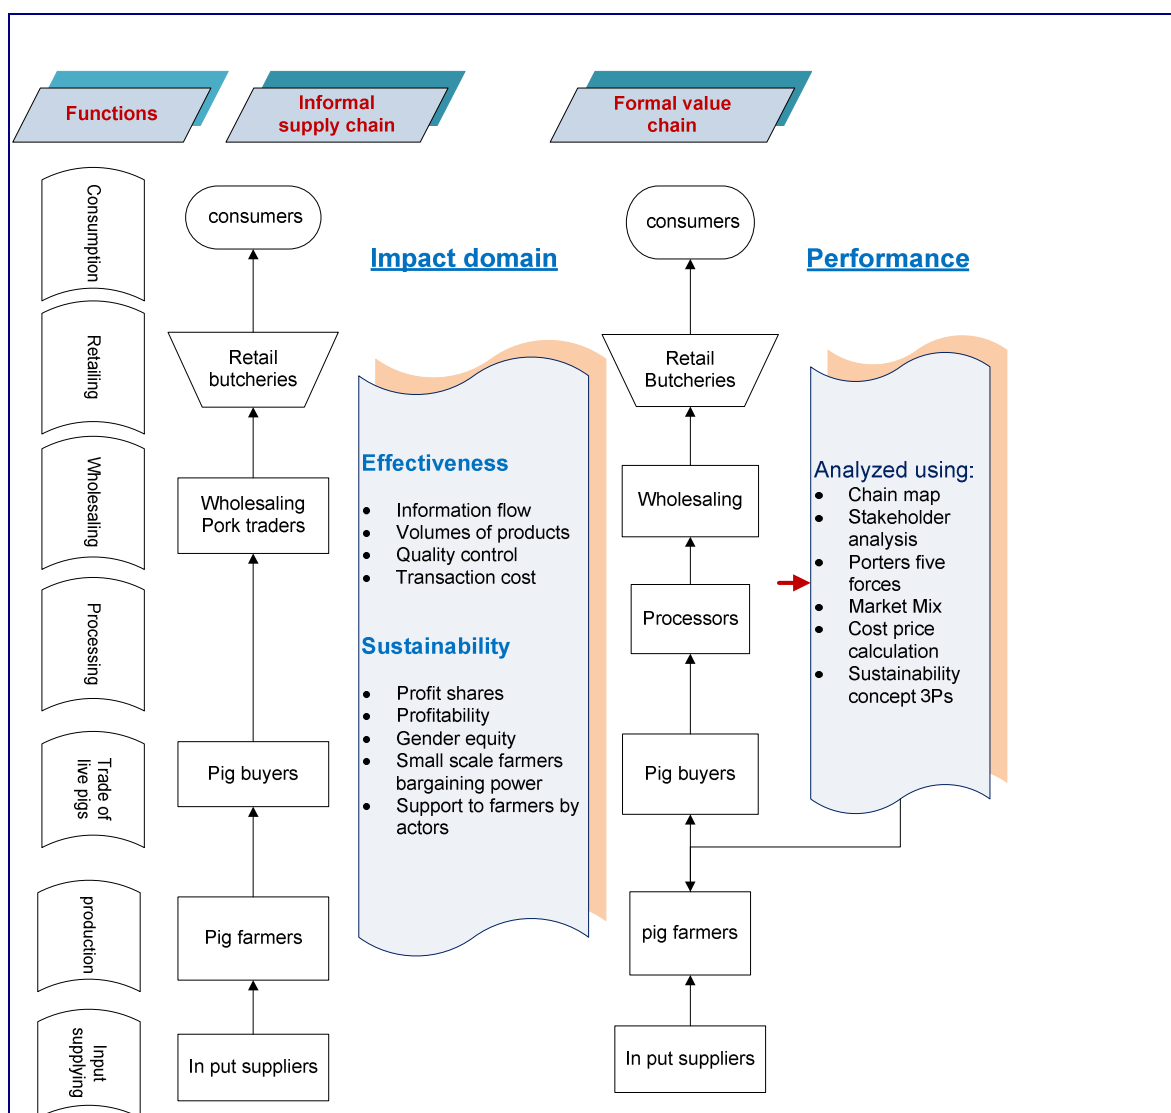 Functions
Informal
supply chain
Formal value
chain
Consumption
Retailing
Wholesaling
Processing
Trade of
live pigs
production
Input
supplying
consumers
Retail
butcheries
Wholesaling
Pork traders
Pig buyers
Pig farmers
In put suppliers
Impact domain
Effectiveness
• Information flow
• Volumes of products
• Quality control
• Transaction cost
Sustainability
• Profit shares
• Profitability
• Gender equity
• Small scale farmers
bargaining power
• Support to farmers by
actors
consumers
Retail
Butcheries
Wholesaling
Processors
Pig buyers
pig farmers
In put suppliers
Performance
Analyzed using:
• Chain map
• Stakeholder
analysis
• Porters five
forces
• Market Mix
• Cost price
calculation
• Sustainability
concept 3Ps